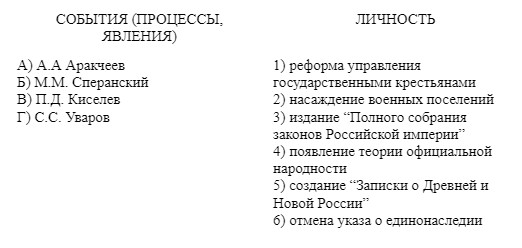 СОБЫТИЯ (ПРОЦЕССЫ,
ЯВЛЕНИЯ)
А) А.А Аракчеев
Б) М.М. Сперанский
В) П.Д. Киселев
Г) С.С. Уваров
ЛИЧНОСТЬ
1) реформа управления
государственными крестьянами
2) насаждение военных поселений
3) издание “Полного собрания
законов Российской империи”
4) появление теории официальной
народности
5) создание “Записки о Древней и
Новой России”
6) отмена указа о единонаследии